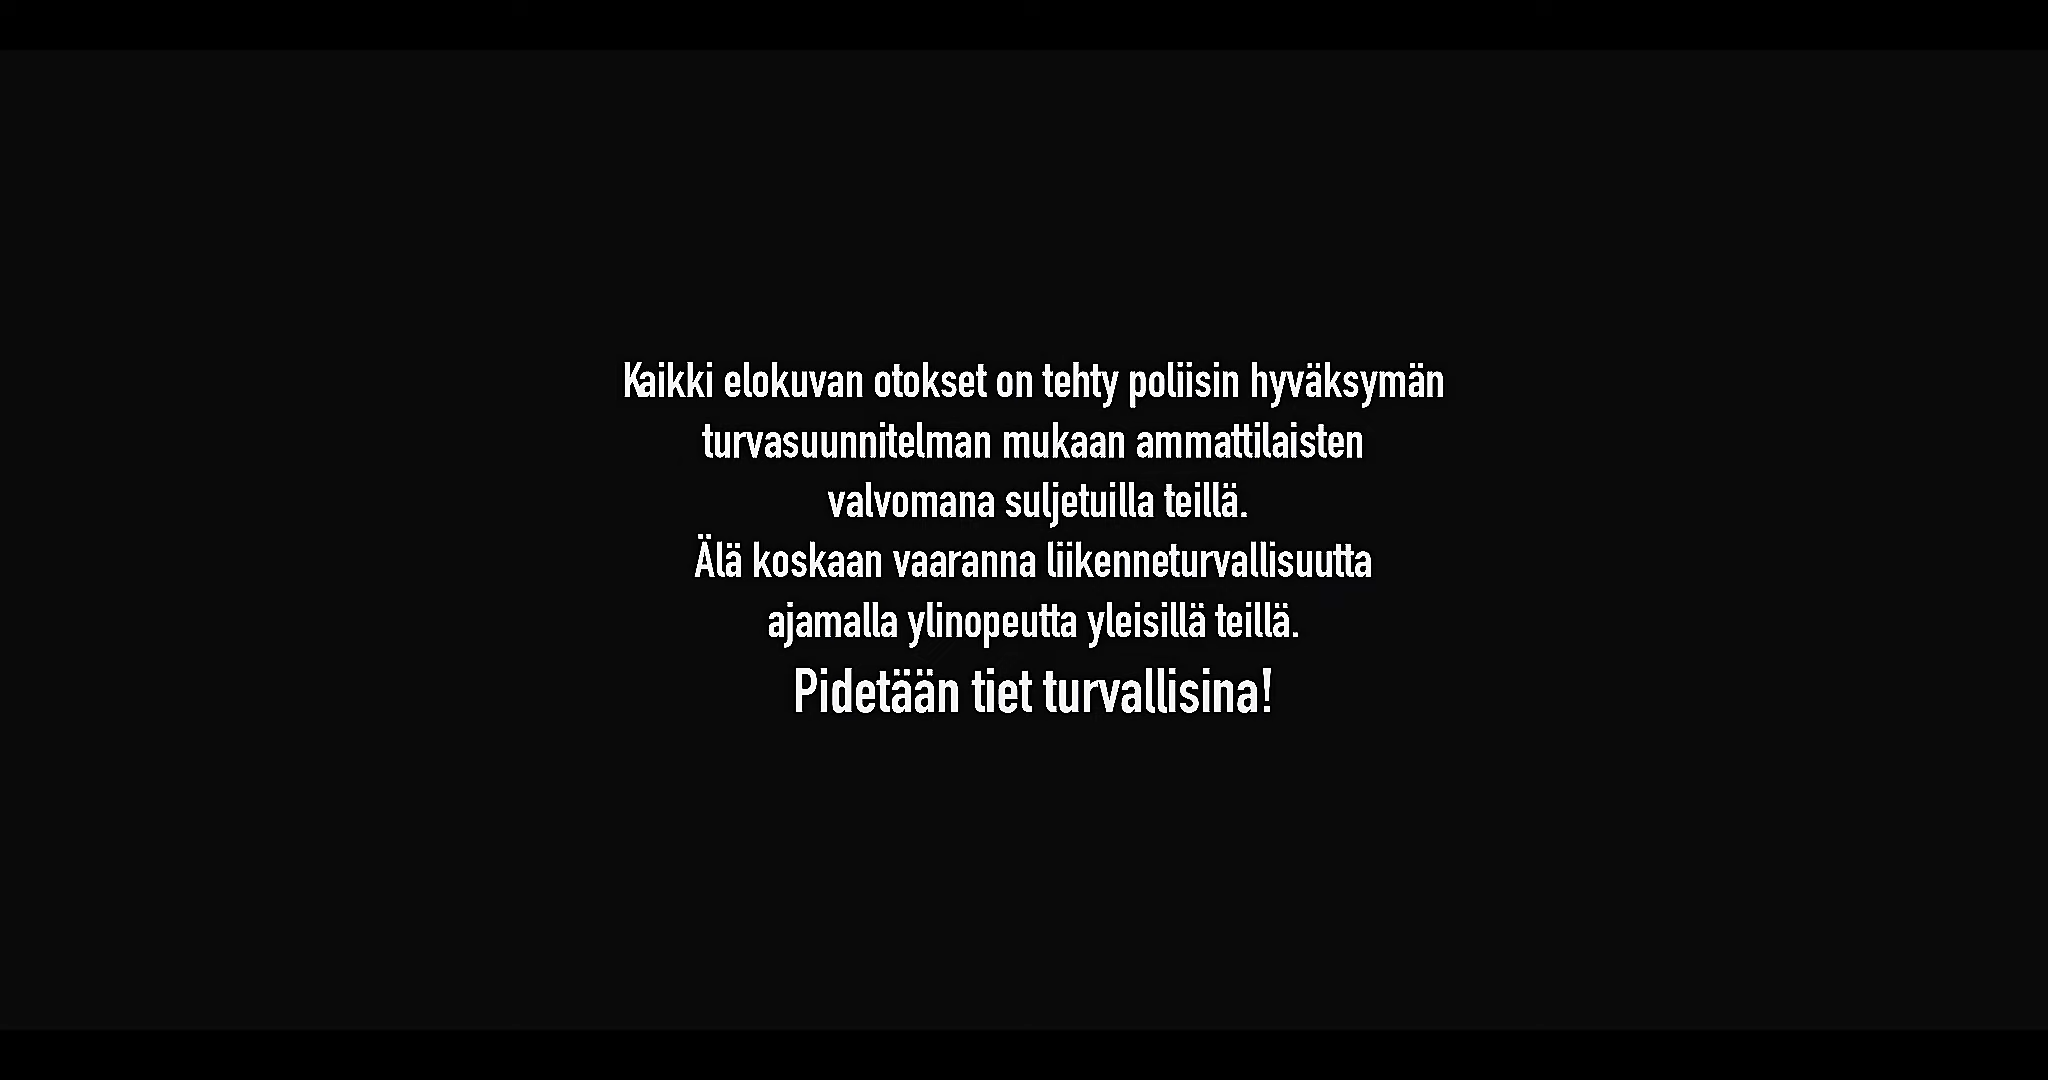 Kaikki elokuvan otokset on tehty poliisin hyväksymän
turvasuunnitelman mukaan ammattilaisten
valvomana suljetuilla teillä.
Älä koskaan vaaranna liikenneturvallisuutta
ajamalla ylinopeutta yleisillä teillä.
Pidetään tiet turvallisina!